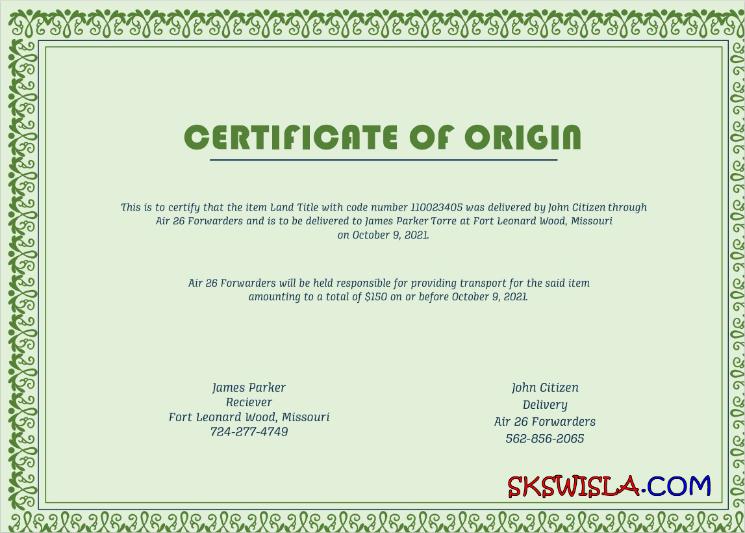 CERTIFICATE OF ORIGIN
This is to certify that the item Land Title with code number 110023405 was delivered by John Citizen through
Air 26 Forwarders and is to be delivered to James Parker Torre at Fort Leonard Wood, Missouri
on October 9, 2021.
Air 26 Forwarders will be held responsible for providing transport for the said item
amounting to a total of $150 on or before October 9, 2021.
James Parker
Reciever
Fort Leonard Wood, Missouri
724-277-4749
John Citizen
Delivery
Air 26 Forwarders
562-856-2065
SKSWISLA.COM